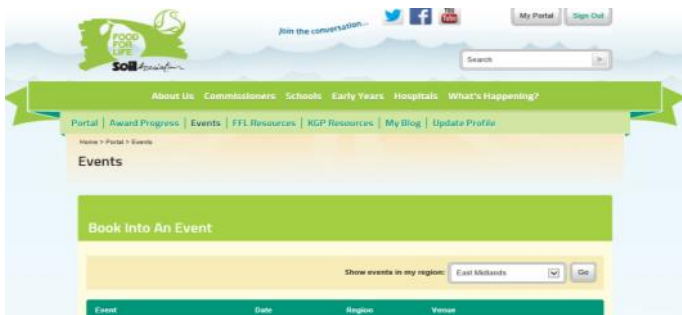 FOOD
FOR
LIFE
Soil Association
Join the conversation...
You
Tube
My Portal Sign Out
Search
About Us Commissioners Schools Early Years Hospitals What's Happening?
Portal | Award Progress | Events | FFL Resources | KGP Resources | My Blog | Update Profile
Home > Portal > Events
Events
Book Into An Event
Show events in my region: East Midlands Go
Event Date Region Venue